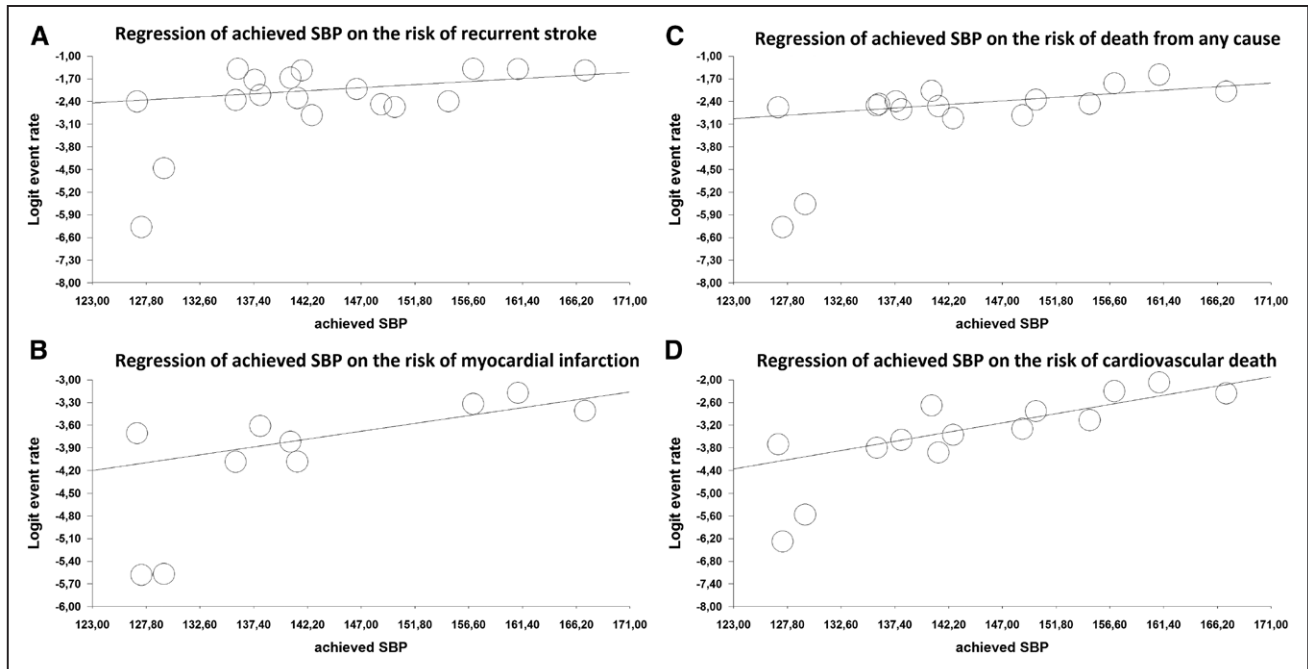 A
Regression of achieved SBP on the risk of recurrent stroke
-1,00
-1,70
-2,40
-3,10
-3,80
-4,50
-5,20
-5,90
-6,60
-7,30
-8,00
Logit event rate
123,00 127,80 132,60 137,40 142,20 147,00 151,80 156,60 161,40 166,20 171,00
achieved SBP
B
Regression of achieved SBP on the risk of myocardial infarction
-3,00
-3,30
-3,60
-3,90
-4,20
-4,50
-4,80
-5,10
-5,40
-5,70
-6,00
Logit event rate
123,00 127,80 132,60 137,40 142,20 147,00 151,80 156,60 161,40 166,20 171,00
achieved SBP
C
Regression of achieved SBP on the risk of death from any cause
-1,00
-1,70
-2,40
-3,10
-3,80
-4,50
-5,20
-5,90
-6,60
-7,30
-8,00
Logit event rate
123,00 127,80 132,60 137,40 142,20 147,00 151,80 156,60 161,40 166,20 171,00
achieved SBP
D
Regression of achieved SBP on the risk of cardiovascular death
-2,00
-2,60
-3,20
-3,80
-4,40
-5,00
-5,60
-6,20
-6,80
-7,40
-8,00
Logit event rate
123,00 127,80 132,60 137,40 142,20 147,00 151,80 156,60 161,40 166,20 171,00
achieved SBP